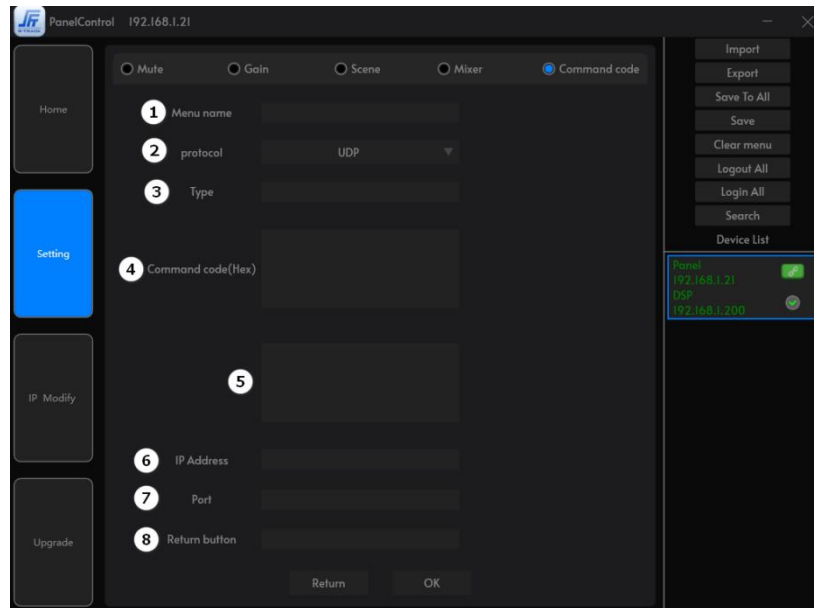 PanelControl 192.168.1.21
Mute Gain Scene Mixer Command code
1 Menu name
2 protocol UDP
3 Type
4 Command code(Hex)
5
6 IP Address
7 Port
8 Return button
Return OK
Home
Setting
IP Modify
Upgrade
Import
Export
Save To All
Save
Clear menu
Logout All
Login All
Search
Device List
Panel
192.168.1.21
DSP
192.168.1.200